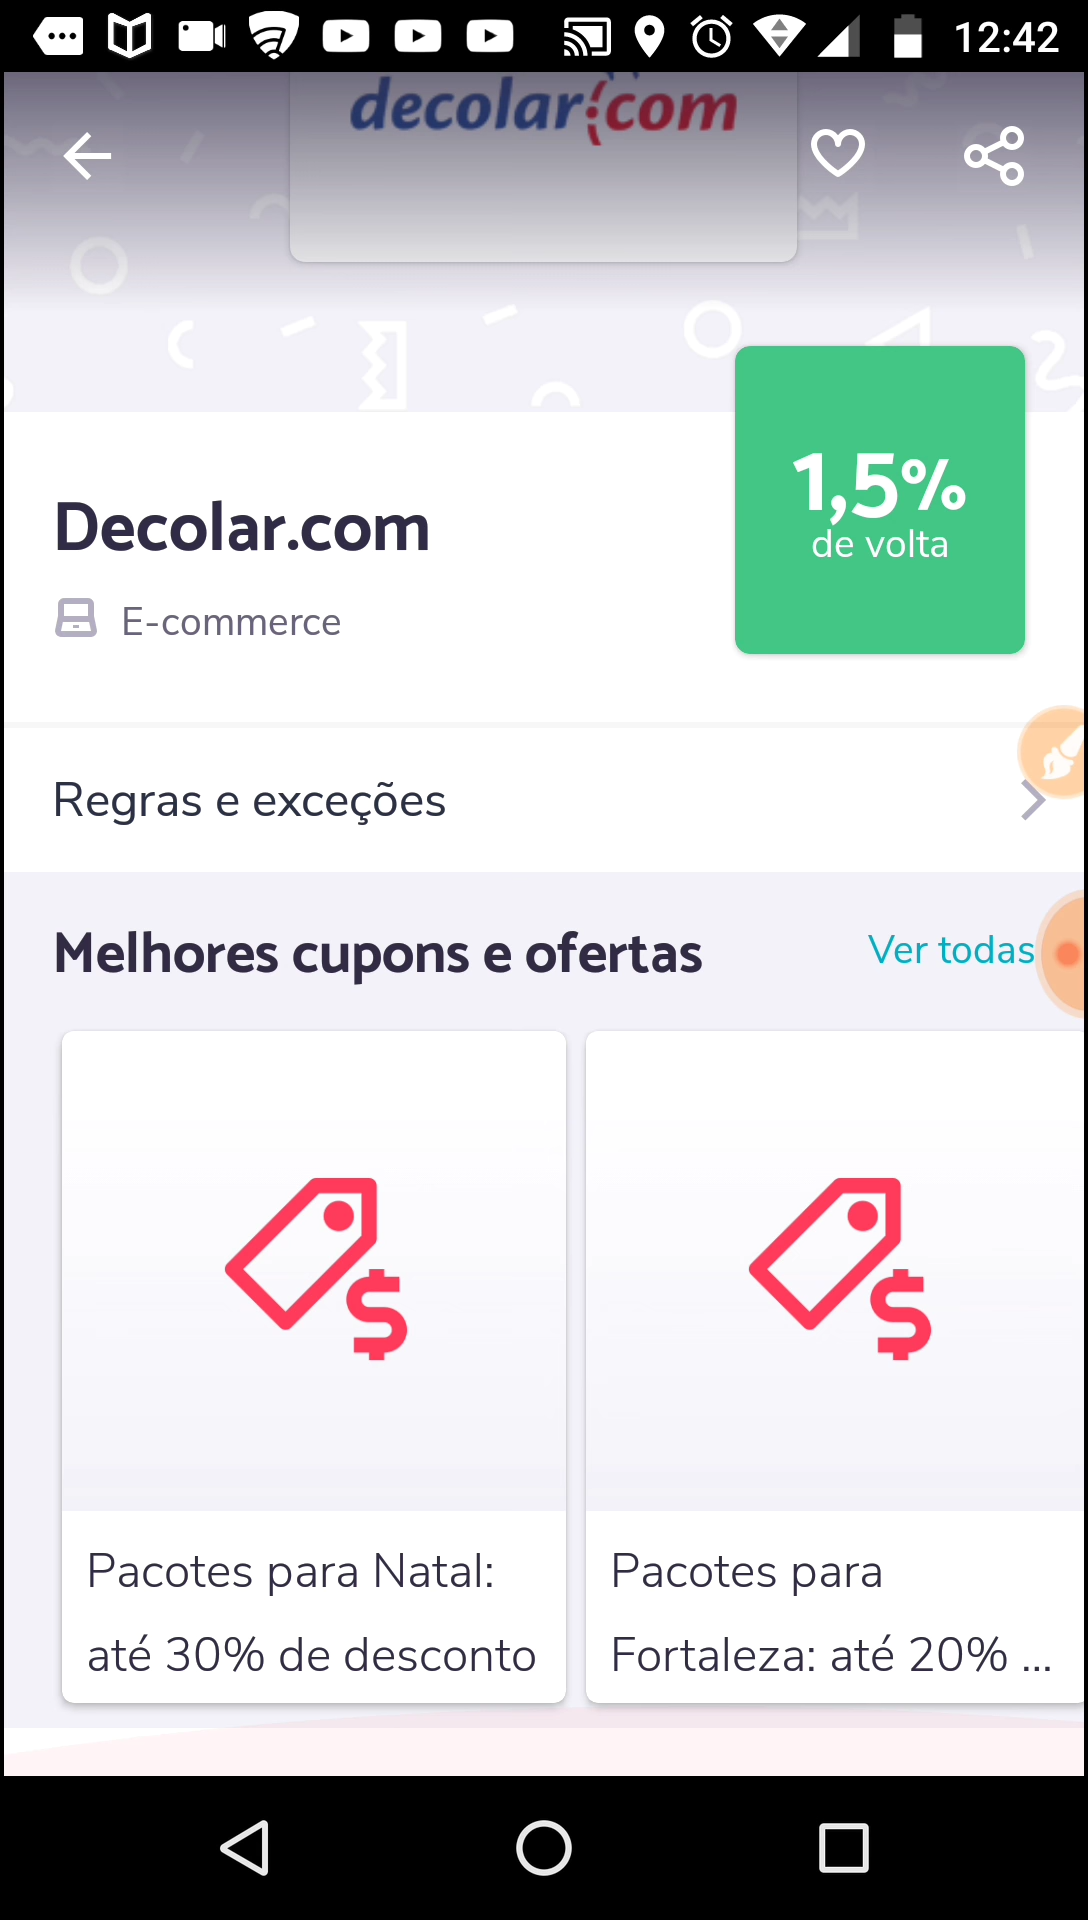 12:42
decolar.com
1,5%
de volta
Decolar.com
E-commerce
Regras e exceções
Melhores cupons e ofertas
Ver todas
$
$
Pacotes para Natal:
até 30% de desconto
Pacotes para
Fortaleza: até 20% ...